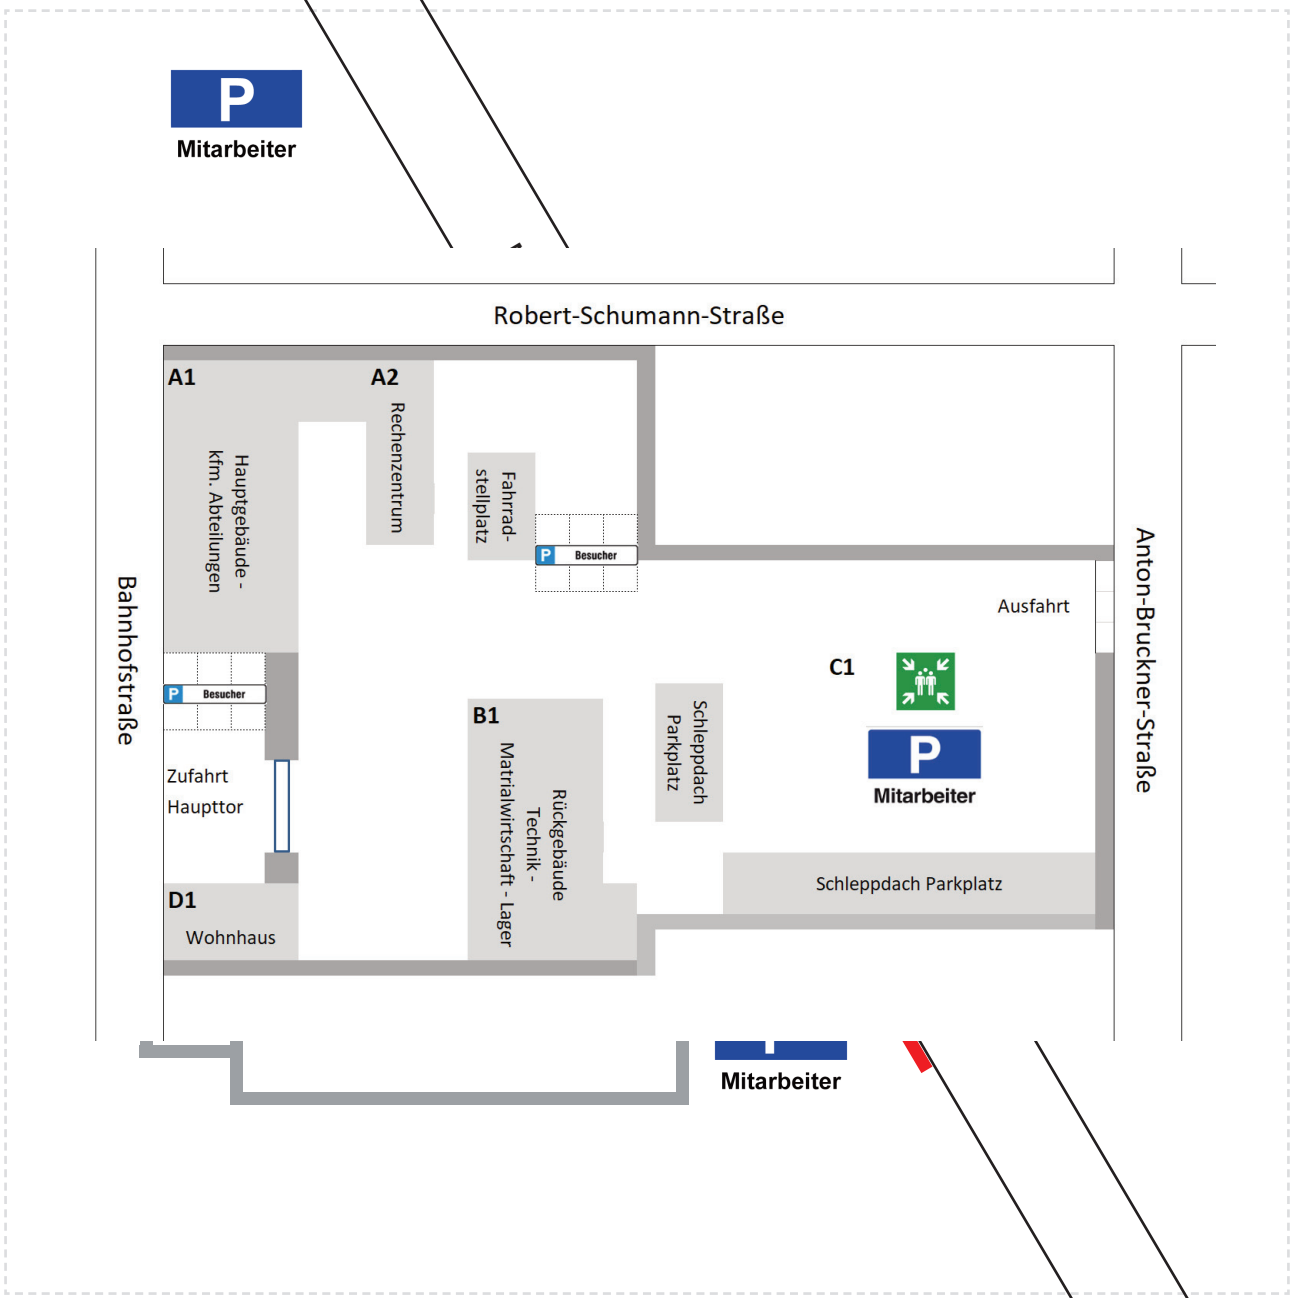 P
Mitarbeiter
Robert-Schumann-Straße
A1
A2
Rechenzentrum
Hauptgebäude -
kfm. Abteilungen
Fahrrad-
stellplatz
P Besucher
Ausfahrt
Anton-Bruckner-Straße
Bahnhofstraße
C1
P Besucher
B1
Schleppdach
Parkplatz
P
Mitarbeiter
Zufahrt
Haupttor
Rückgebäude
Technik -
Matrialwirtschaft - Lager
Schleppdach Parkplatz
D1
Wohnhaus
Mitarbeiter